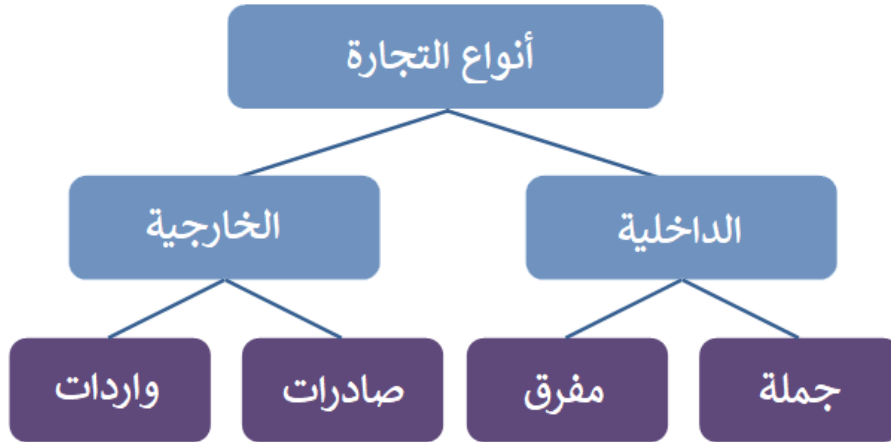 أنواع التجارة
الداخلية
الخارجية
جملة
مفرق
صادرات
واردات